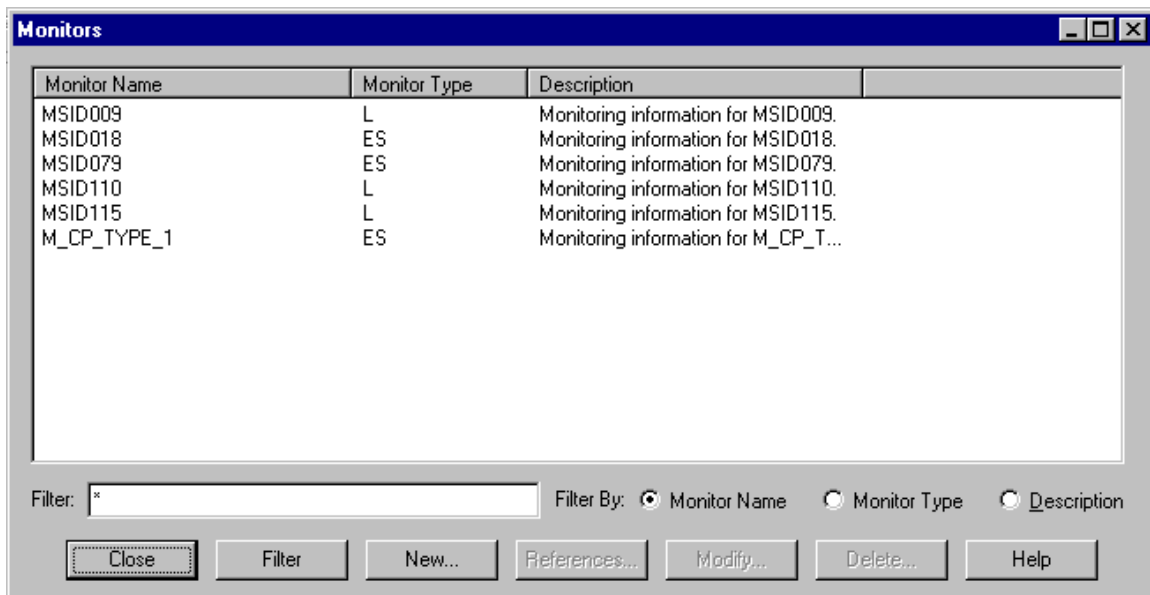 Monitors
Monitor Name Monitor Type Description
MSID009 L Monitoring information for MSID009.
MSID018 ES Monitoring information for MSID018.
MSID079 ES Monitoring information for MSID079.
MSID110 L Monitoring information for MSID110.
MSID115 L Monitoring information for MSID115.
M_CP_TYPE_1 ES Monitoring information for M_CP_T...
Filter: * Filter By: Monitor Name Monitor Type Description
Close Filter New... References... Modify... Delete... Help